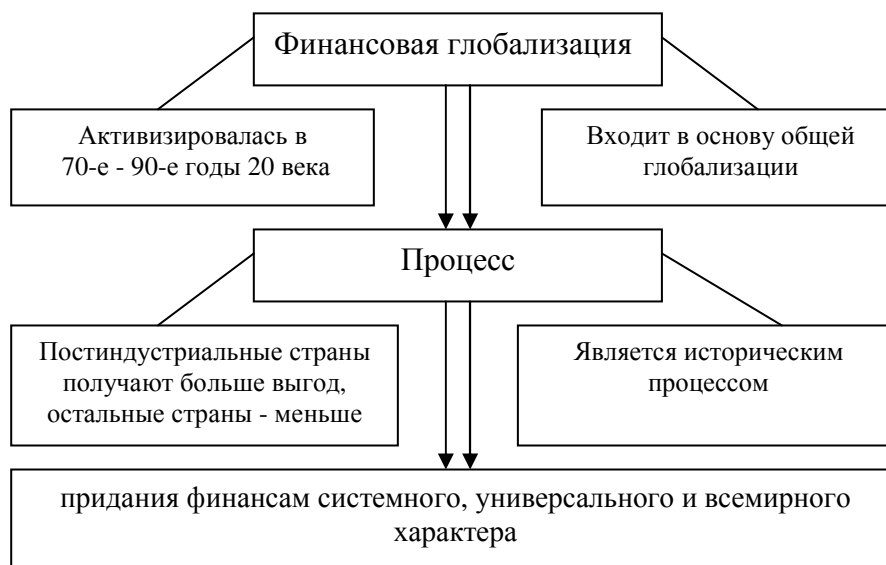 Финансовая глобализация
Активизировалась в
70-е - 90-е годы 20 века
Входит в основу общей
глобализации
Процесс
Постиндустриальные страны
получают больше выгод,
остальные страны - меньше
Является историческим
процессом
придания финансам системного, универсального и всемирного
характера